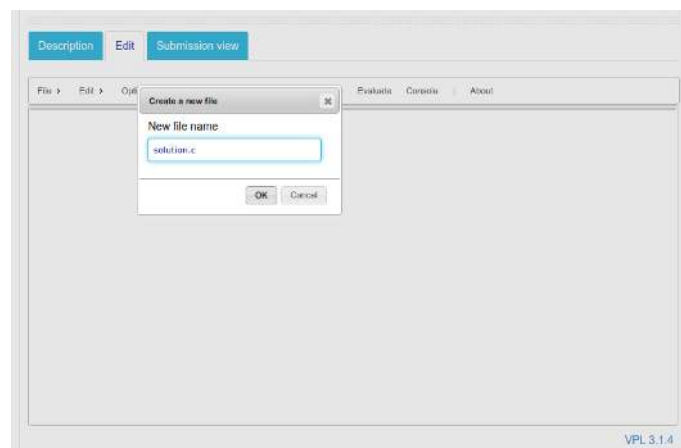 Description Edit Submission view
File > Edit > Opti Evaluate Console | About
Create a new file
New file name
solution.c
OK Cancel
VPL 3.1.4